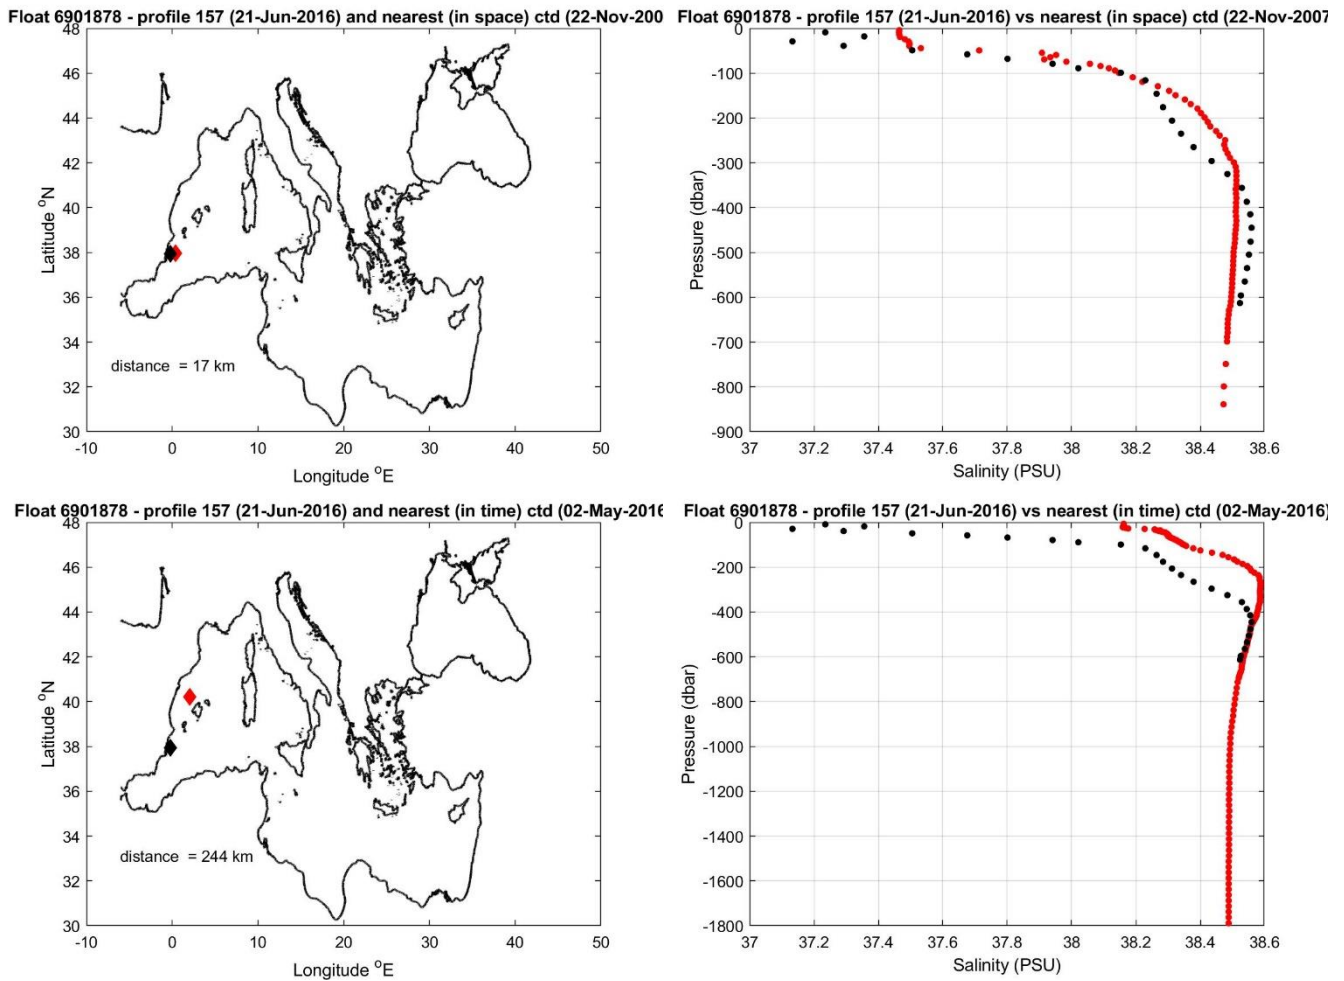 Float 6901878 - profile 157 (21-Jun-2016) and nearest (in space) ctd (22-Nov-200
48
46
44
42
40
38
36
34
32
30
Latitude °N
distance = 17 km
-10 0 10 20 30 40 50
Longitude °E
Float 6901878 - profile 157 (21-Jun-2016) vs nearest (in space) ctd (22-Nov-2007
0
-100
-200
-300
-400
-500
-600
-700
-800
-900
Pressure (dbar)
37 37.2 37.4 37.6 37.8 38 38.2 38.4 38.6
Salinity (PSU)
Float 6901878 - profile 157 (21-Jun-2016) and nearest (in time) ctd (02-May-2016
48
46
44
42
40
38
36
34
32
30
Latitude °N
distance = 244 km
-10 0 10 20 30 40 50
Longitude °E
Float 6901878 - profile 157 (21-Jun-2016) vs nearest (in time) ctd (02-May-2016)
0
-200
-400
-600
-800
-1000
-1200
-1400
-1600
-1800
Pressure (dbar)
37 37.2 37.4 37.6 37.8 38 38.2 38.4 38.6
Salinity (PSU)